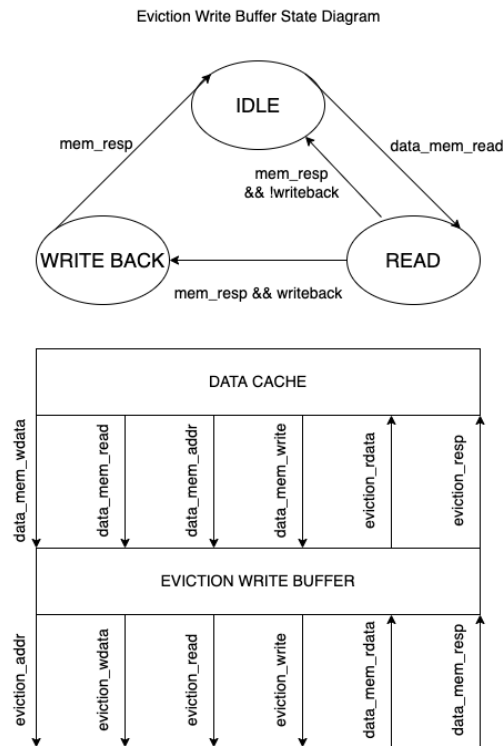 Eviction Write Buffer State Diagram
IDLE
mem_resp
data_mem_read
mem_resp
&& !writeback
WRITE BACK
READ
mem_resp && writeback
DATA CACHE
data_mem_wdata
data_mem_read
data_mem_addr
data_mem_write
eviction_rdata
eviction_resp
EVICTION WRITE BUFFER
eviction_addr
eviction_wdata
eviction_read
eviction_write
data_mem_rdata
data_mem_resp